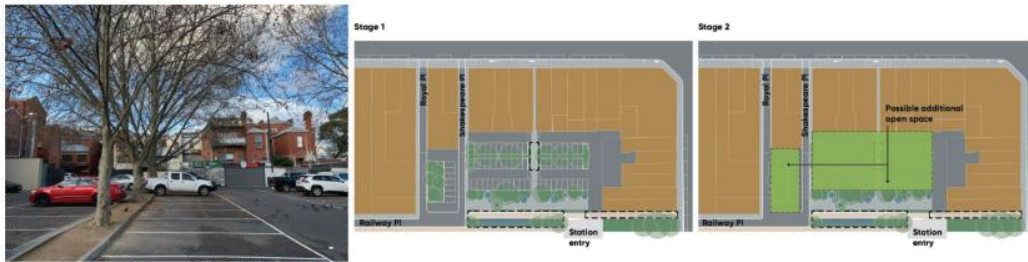 Stage 1
Royal Pl
Shakespeare Pl
Railway Pl
Station
entry
Stage 2
Royal Pl
Shakespeare Pl
Possible additional
open space
Railway Pl
Station
entry